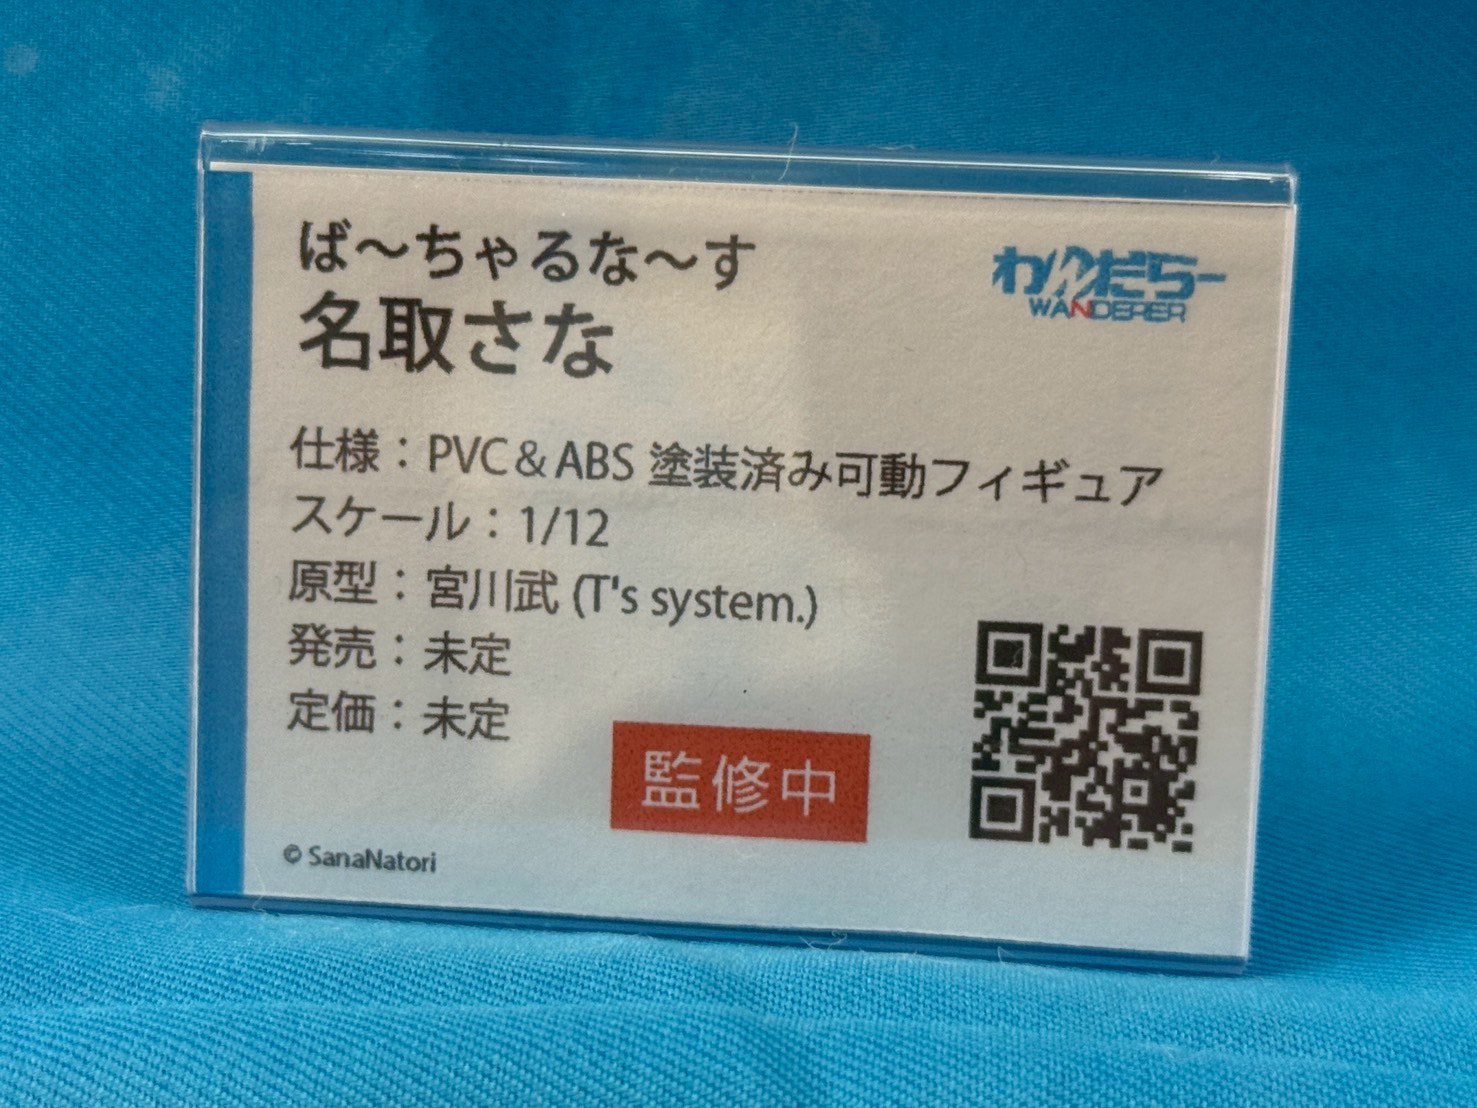 ば〜ちゃるな〜す
名取さな
わんだらー
WANDERER
仕様：PVC＆ABS 塗装済み可動フィギュア
スケール：1/12
原型：宮川武 (T's system.)
発売：未定
定価：未定
監修中
© SanaNatori